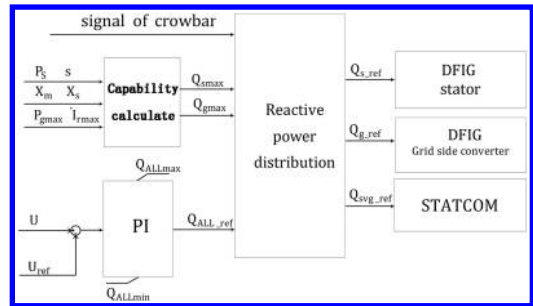 signal of crowbar
P_S s
X_m X_s
P_gmax I_rmax
Capability
calculate
Q_smax
Q_gmax
Reactive
power
distribution
Q_s_ref
DFIG
stator
Q_g_ref
DFIG
Grid side converter
Q_svg_ref
STATCOM
Q_ALLmax
U
PI
Q_ALL_ref
U_ref
Q_ALLmin